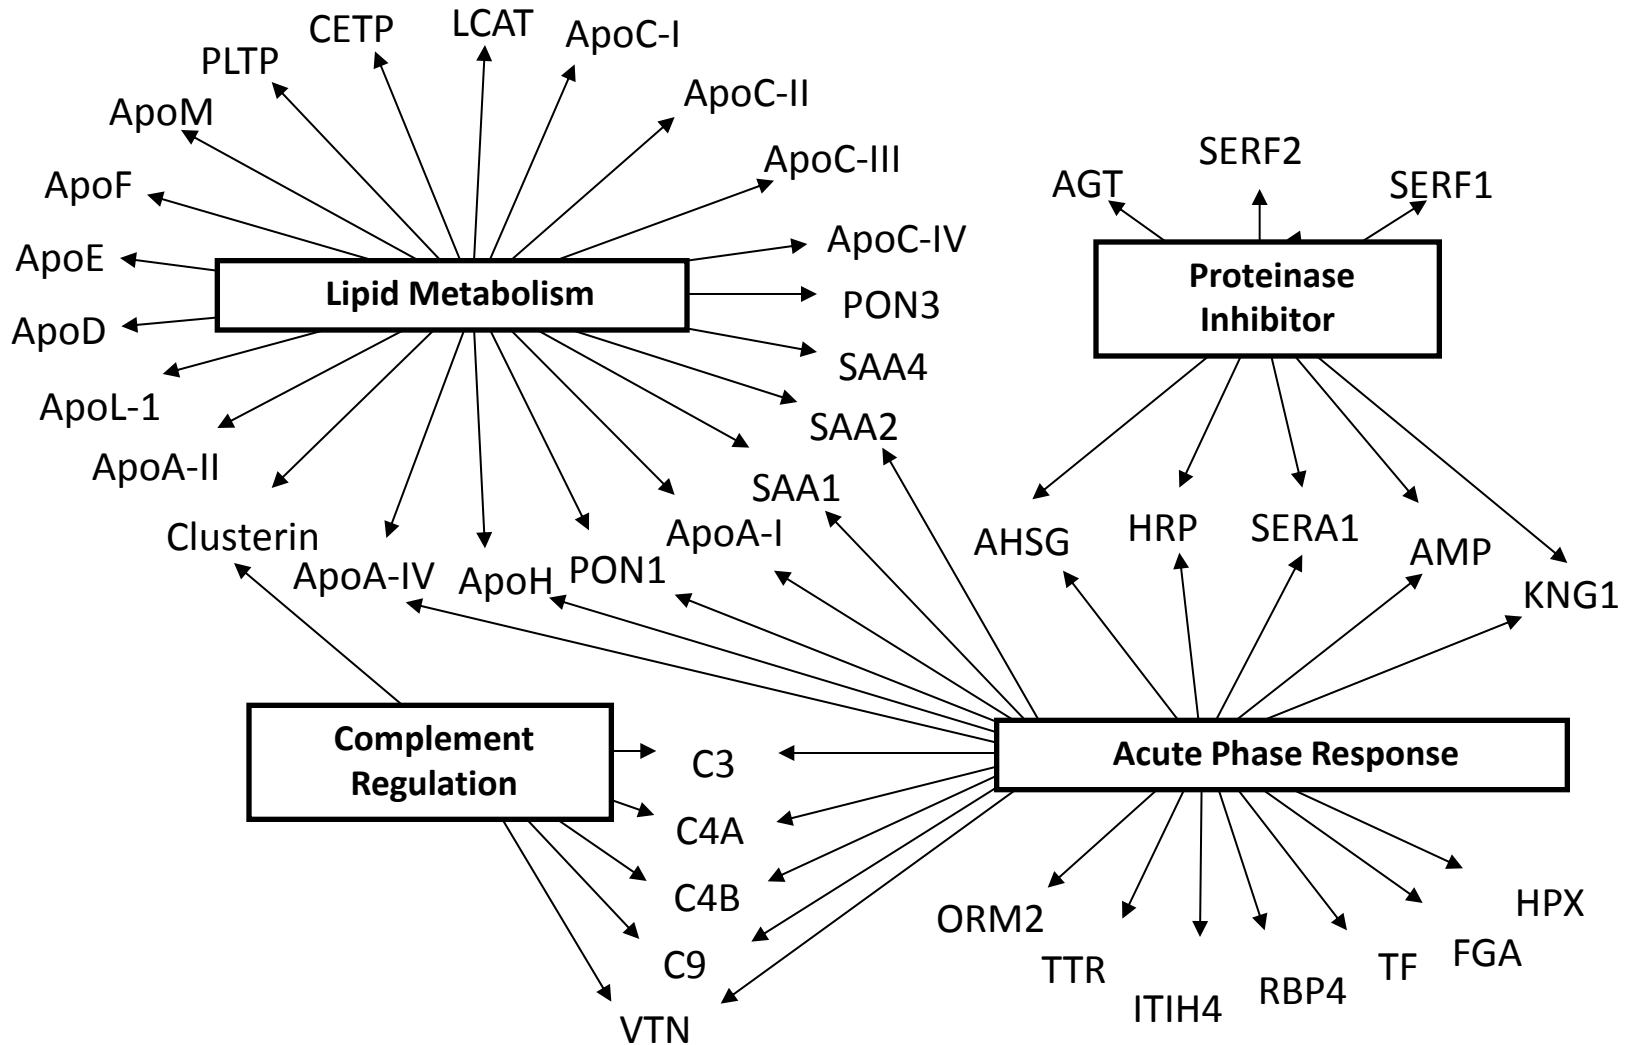 CETP
LCAT
ApoC-I
PLTP
ApoC-II
ApoM
SERF2
ApoC-III
AGT
SERF1
ApoF
ApoC-IV
ApoE
Lipid Metabolism
Proteinase
Inhibitor
PON3
ApoD
SAA4
ApoL-1
SAA2
ApoA-II
SAA1
Clusterin
ApoA-I
AHSG
HRP
SERA1
AMP
ApoA-IV
ApoH
PON1
KNG1
Complement
Regulation
C3
Acute Phase Response
C4A
C4B
ORM2
HPX
C9
TTR
ITIH4
RBP4
TF
FGA
VTN